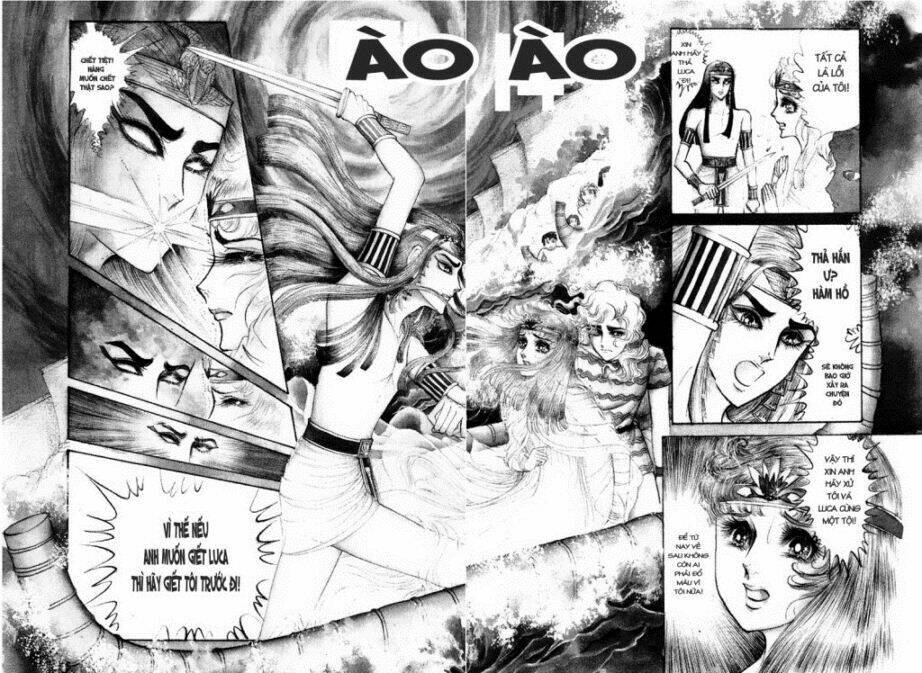 CHẾT TIỆT!
NÀNG
MUỐN CHẾT
THẬT SAO?
VÌ THẾ NẾU
ANH MUỐN GIẾT LUCA
THÌ HÃY GIẾT TÔI TRƯỚC ĐI!
ÀO ÀO
XIN
ANH HÃY
THẢ
LUCA
ĐI!
TẤT CẢ
LÀ LỖI
CỦA TÔI!
THẢ HẮN
Ư?
HÀM HỒ
SẼ KHÔNG
BAO GIỜ
XẢY RA
CHUYỆN
ĐÓ
VẬY THÌ
XIN ANH
HÃY XỬ
TÔI VÀ
LUCA CÙNG
MỘT TỘI!
ĐỂ TỪ
NAY VỀ
SAU KHÔNG
CÒN AI
PHẢI ĐỔ
MÁU VÌ
TÔI NỮA!